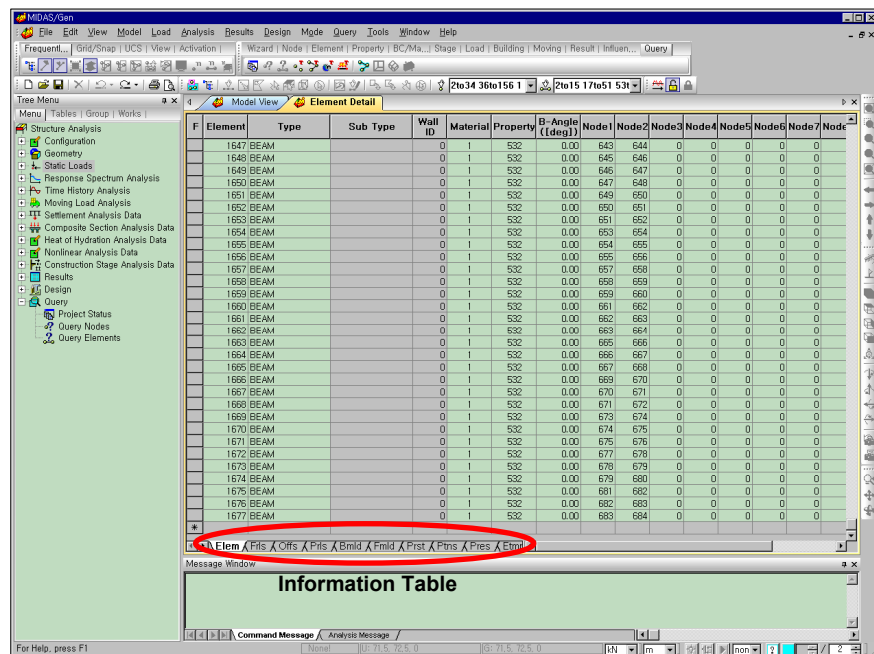 MIDAS/Gen
File Edit View Model Load Analysis Results Design Mode Query Tools Window Help
Frequentl... Grid/Snap | UCS | View | Activation | Wizard | Node | Element | Property | BC/Ma... | Stage | Load | Building | Moving | Result | Influen... Query
2to34 36to156 1 2to15 17to51 53t
Tree Menu
Menu Tables | Group | Works |
Model View Element Detail
Structure Analysis
Configuration
Geometry
Static Loads
Response Spectrum Analysis
Time History Analysis
Moving Load Analysis
Settlement Analysis Data
Composite Section Analysis Data
Heat of Hydration Analysis Data
Nonlinear Analysis Data
Construction Stage Analysis Data
Results
Design
Query
Project Status
Query Nodes
Query Elements
F Element Type Sub Type Wall ID Material Property B-Angle ([deg]) Node1 Node2 Node3 Node4 Node5 Node6 Node7 Node
1647 BEAM 0 1 532 0.00 643 644 0 0 0 0 0
1648 BEAM 0 1 532 0.00 645 646 0 0 0 0 0
1649 BEAM 0 1 532 0.00 646 647 0 0 0 0 0
1650 BEAM 0 1 532 0.00 647 648 0 0 0 0 0
1651 BEAM 0 1 532 0.00 649 650 0 0 0 0 0
1652 BEAM 0 1 532 0.00 650 651 0 0 0 0 0
1653 BEAM 0 1 532 0.00 651 652 0 0 0 0 0
1654 BEAM 0 1 532 0.00 653 654 0 0 0 0 0
1655 BEAM 0 1 532 0.00 654 655 0 0 0 0 0
1656 BEAM 0 1 532 0.00 655 656 0 0 0 0 0
1657 BEAM 0 1 532 0.00 657 658 0 0 0 0 0
1658 BEAM 0 1 532 0.00 658 659 0 0 0 0 0
1659 BEAM 0 1 532 0.00 659 660 0 0 0 0 0
1660 BEAM 0 1 532 0.00 661 662 0 0 0 0 0
1661 BEAM 0 1 532 0.00 662 663 0 0 0 0 0
1662 BEAM 0 1 532 0.00 663 664 0 0 0 0 0
1663 BEAM 0 1 532 0.00 665 666 0 0 0 0 0
1664 BEAM 0 1 532 0.00 666 667 0 0 0 0 0
1665 BEAM 0 1 532 0.00 667 668 0 0 0 0 0
1666 BEAM 0 1 532 0.00 669 670 0 0 0 0 0
1667 BEAM 0 1 532 0.00 670 671 0 0 0 0 0
1668 BEAM 0 1 532 0.00 671 672 0 0 0 0 0
1669 BEAM 0 1 532 0.00 673 674 0 0 0 0 0
1670 BEAM 0 1 532 0.00 674 675 0 0 0 0 0
1671 BEAM 0 1 532 0.00 675 676 0 0 0 0 0
1672 BEAM 0 1 532 0.00 677 678 0 0 0 0 0
1673 BEAM 0 1 532 0.00 678 679 0 0 0 0 0
1674 BEAM 0 1 532 0.00 679 680 0 0 0 0 0
1675 BEAM 0 1 532 0.00 681 682 0 0 0 0 0
1676 BEAM 0 1 532 0.00 682 683 0 0 0 0 0
1677 BEAM 0 1 532 0.00 683 684 0 0 0 0 0
*
Elem Frls Offs Prls Bmld Fmld Prst Ptns Pres
Message Window
Information Table
Command Message Analysis Message
For Help, press F1 None! U: 71.5, 72.5, 0 G: 71.5, 72.5, 0 kN m non ? / 2